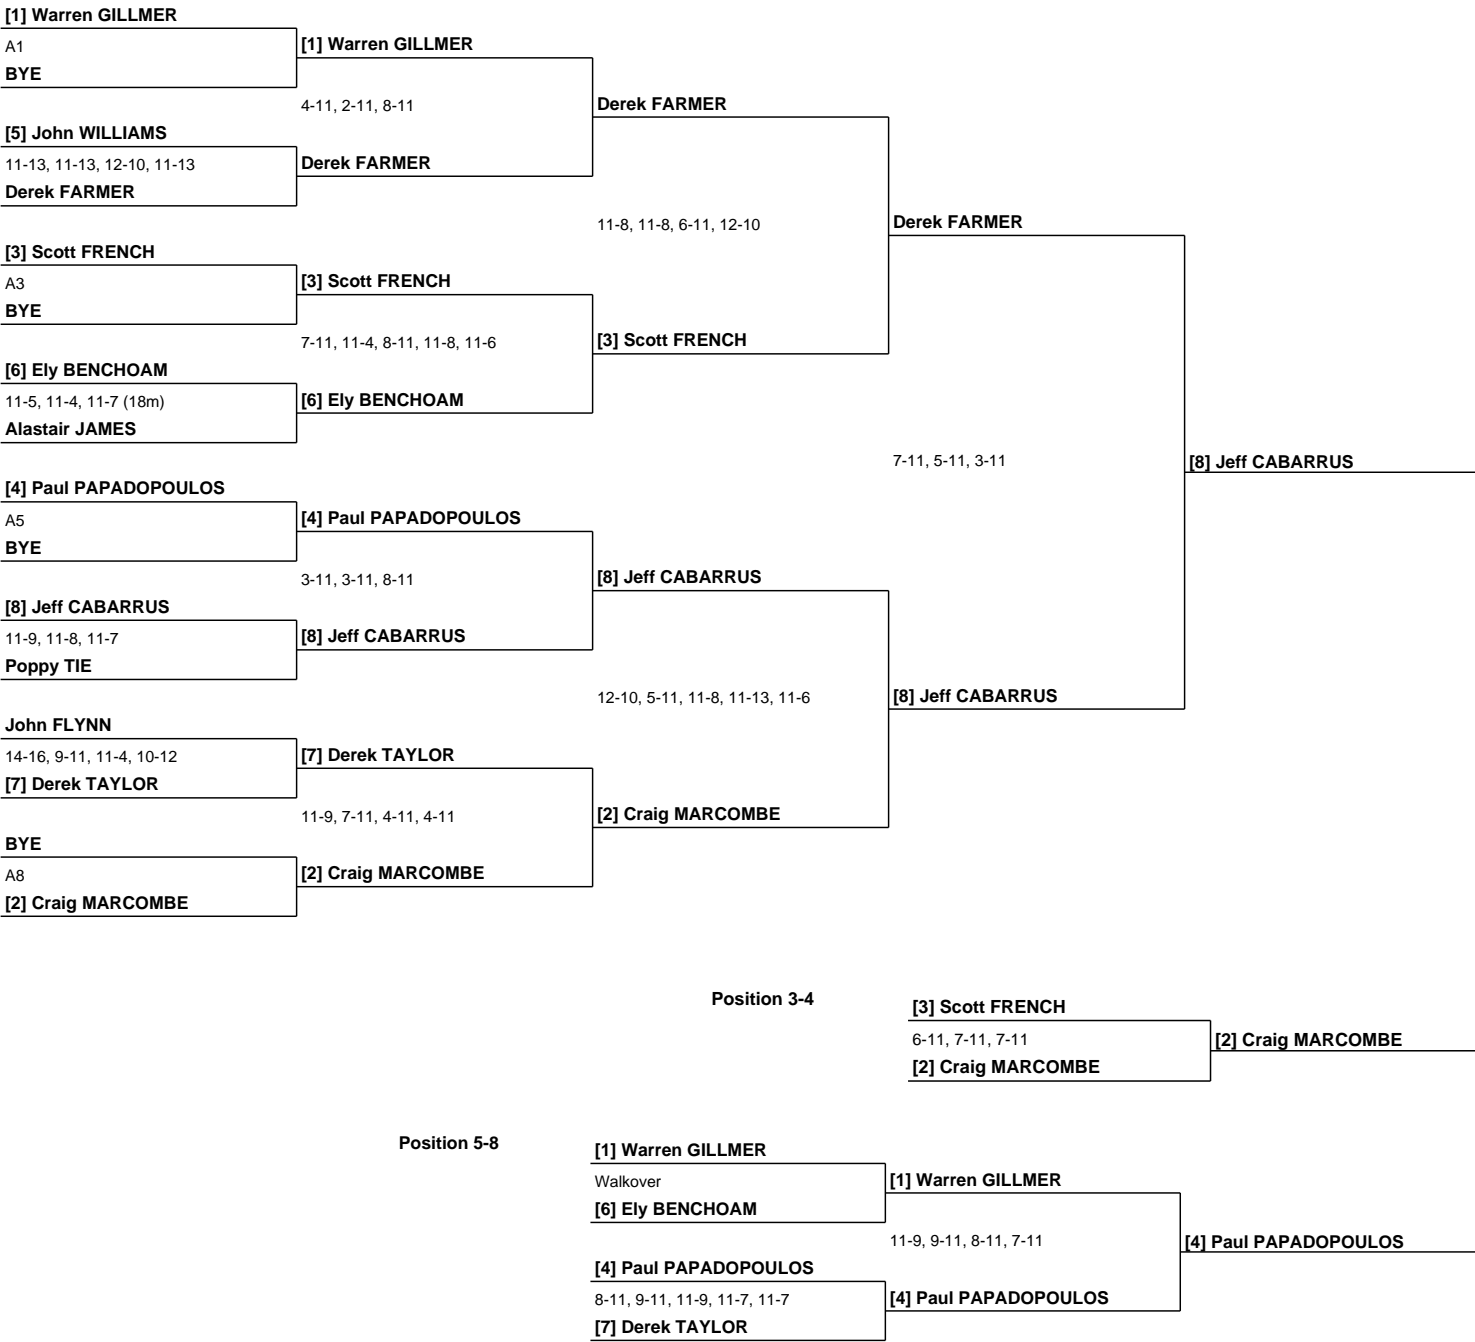 [1] Warren GILLMER
A1
BYE
[1] Warren GILLMER
4-11, 2-11, 8-11
[5] John WILLIAMS
11-13, 11-13, 12-10, 11-13
Derek FARMER
Derek FARMER
Derek FARMER
11-8, 11-8, 6-11, 12-10
[3] Scott FRENCH
A3
BYE
[3] Scott FRENCH
7-11, 11-4, 8-11, 11-8, 11-6
[6] Ely BENCHOAM
11-5, 11-4, 11-7 (18m)
Alastair JAMES
[6] Ely BENCHOAM
[3] Scott FRENCH
Derek FARMER
7-11, 5-11, 3-11
[8] Jeff CABARRUS
[4] Paul PAPADOPOULOS
A5
BYE
[4] Paul PAPADOPOULOS
3-11, 3-11, 8-11
[8] Jeff CABARRUS
11-9, 11-8, 11-7
Poppy TIE
[8] Jeff CABARRUS
[8] Jeff CABARRUS
12-10, 5-11, 11-8, 11-13, 11-6
[8] Jeff CABARRUS
John FLYNN
14-16, 9-11, 11-4, 10-12
[7] Derek TAYLOR
[7] Derek TAYLOR
11-9, 7-11, 4-11, 4-11
[2] Craig MARCOMBE
BYE
A8
[2] Craig MARCOMBE
[2] Craig MARCOMBE
Position 3-4
[3] Scott FRENCH
6-11, 7-11, 7-11
[2] Craig MARCOMBE
[2] Craig MARCOMBE
Position 5-8
[1] Warren GILLMER
Walkover
[6] Ely BENCHOAM
[1] Warren GILLMER
11-9, 9-11, 8-11, 7-11
[4] Paul PAPADOPOULOS
[4] Paul PAPADOPOULOS
8-11, 9-11, 11-9, 11-7, 11-7
[7] Derek TAYLOR
[4] Paul PAPADOPOULOS